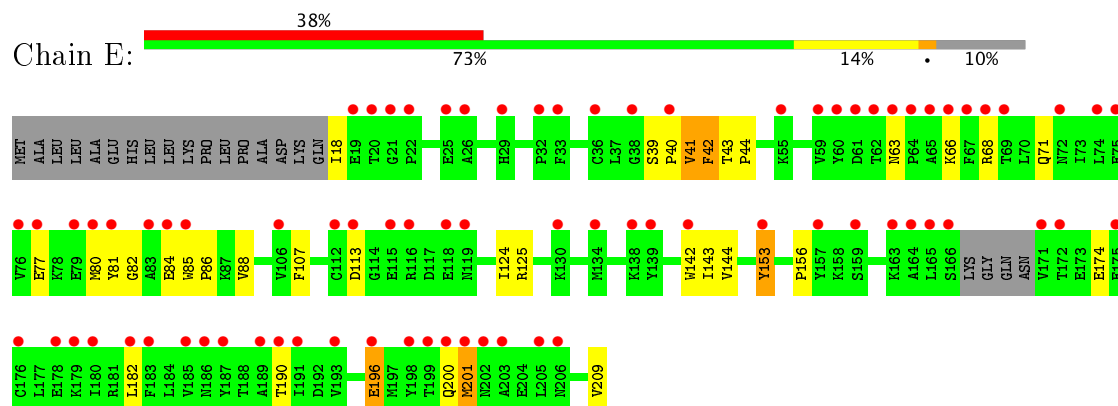 38%
Chain E:
73% 14% • 10%
MET ALA LEU LEU ALA GLU HIS LEU LEU LYS PRO LEU PRO ALA ASP LYS GLN I18 E19 T20 G21 P22 E25 A26 H29 P32 F33 C36 L37 G38 S39 P40 V41 F42 T43 P44 K55 V59 Y60 D61 T62 N63 P64 A65 K66 F67 R68 T69 L70 Q71 N72 I73 L74 E75
V76 E77 K78 E79 M80 Y81 G82 A83 E84 W85 P86 K87 V88 V106 F107 C112 D113 G114 E115 R116 D117 E118 N119 I124 R125 K130 M134 K138 Y139 W142 I143 V144 Y153 P156 Y157 K158 S159 K163 A164 L165 S166 LYS GLY GLN ASN V171 T172 E173 E174 F175
C176 L177 E178 K179 I180 R181 L182 F183 L184 V185 N186 Y187 T188 A189 T190 I191 D192 V193 E196 M197 Y198 T199 Q200 M201 N202 A203 E204 L205 N206 V209